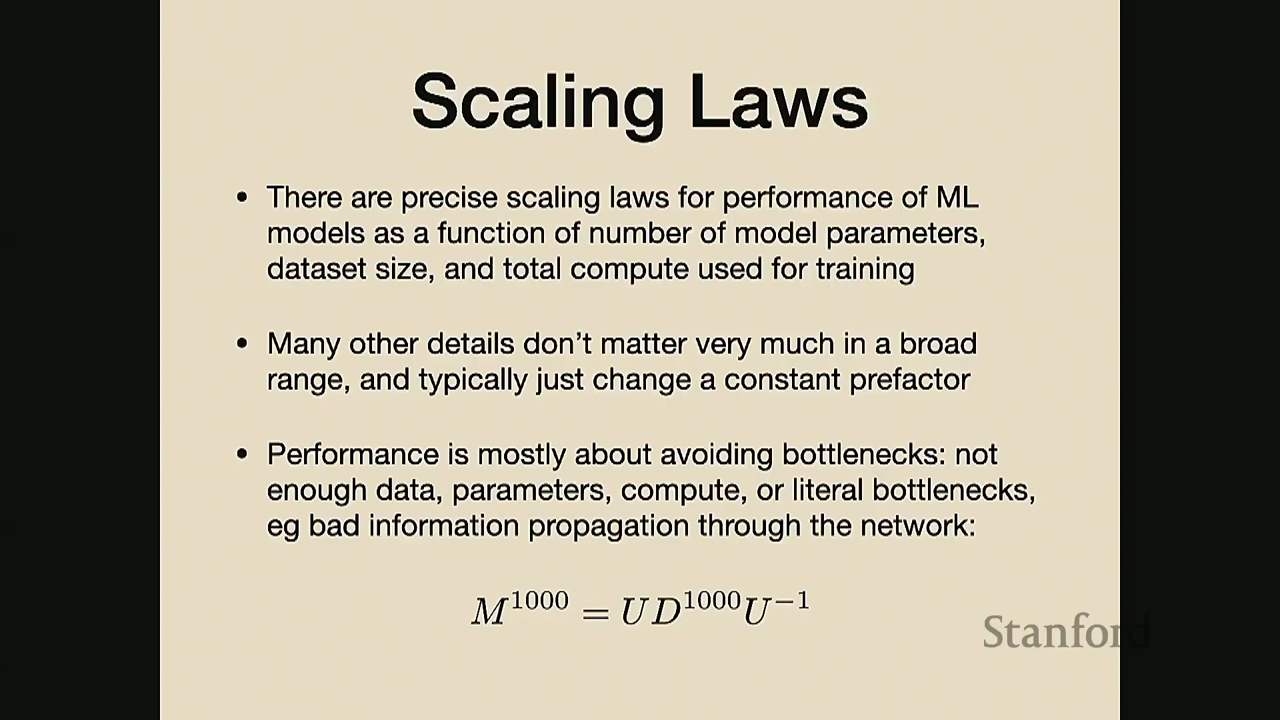 Scaling Laws
• There are precise scaling laws for performance of ML
models as a function of number of model parameters,
dataset size, and total compute used for training
• Many other details don't matter very much in a broad
range, and typically just change a constant prefactor
• Performance is mostly about avoiding bottlenecks: not
enough data, parameters, compute, or literal bottlenecks,
eg bad information propagation through the network:
M^1000 = UD^1000U^−1
Stanford